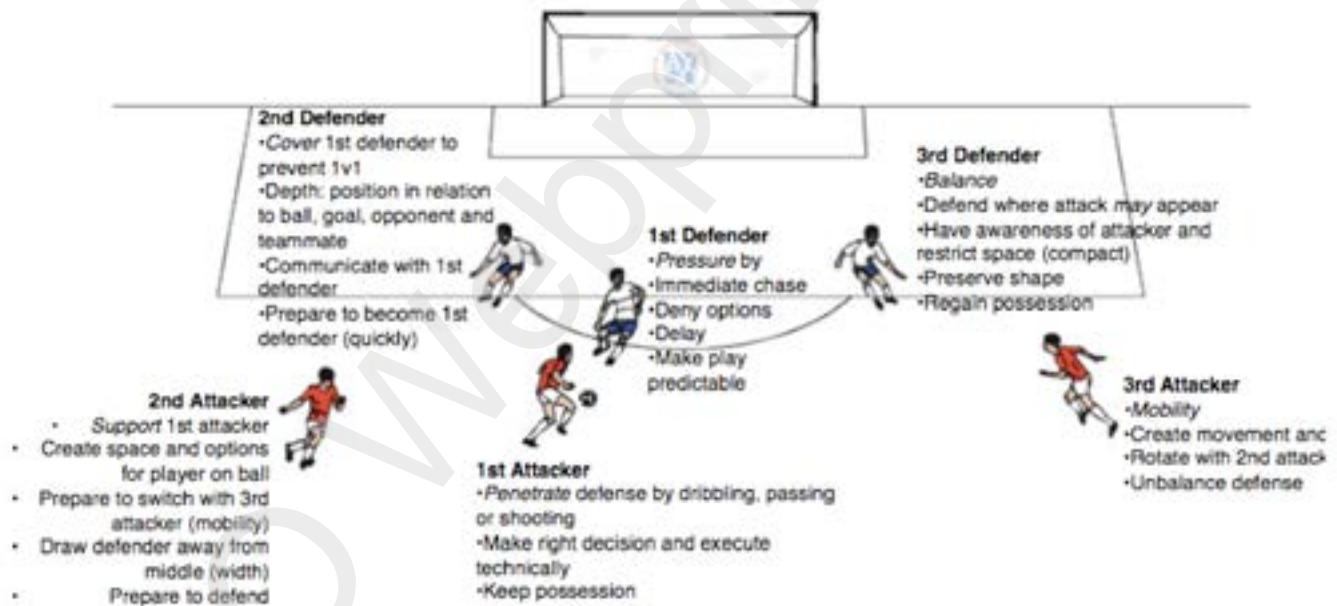 2nd Defender
•Cover 1st defender to
prevent 1v1
•Depth: position in relation
to ball, goal, opponent and
teammate
•Communicate with 1st
defender
•Prepare to become 1st
defender (quickly)
1st Defender
•Pressure by
•Immediate chase
•Deny options
•Delay
•Make play
predictable
3rd Defender
•Balance
•Defend where attack may appear
•Have awareness of attacker and
restrict space (compact)
•Preserve shape
•Regain possession
2nd Attacker
• Support 1st attacker
• Create space and options
for player on ball
• Prepare to switch with 3rd
attacker (mobility)
• Draw defender away from
middle (width)
• Prepare to defend
1st Attacker
•Penetrate defense by dribbling, passing
or shooting
•Make right decision and execute
technically
•Keep possession
3rd Attacker
•Mobility
•Create movement and
•Rotate with 2nd attack
•Unbalance defense